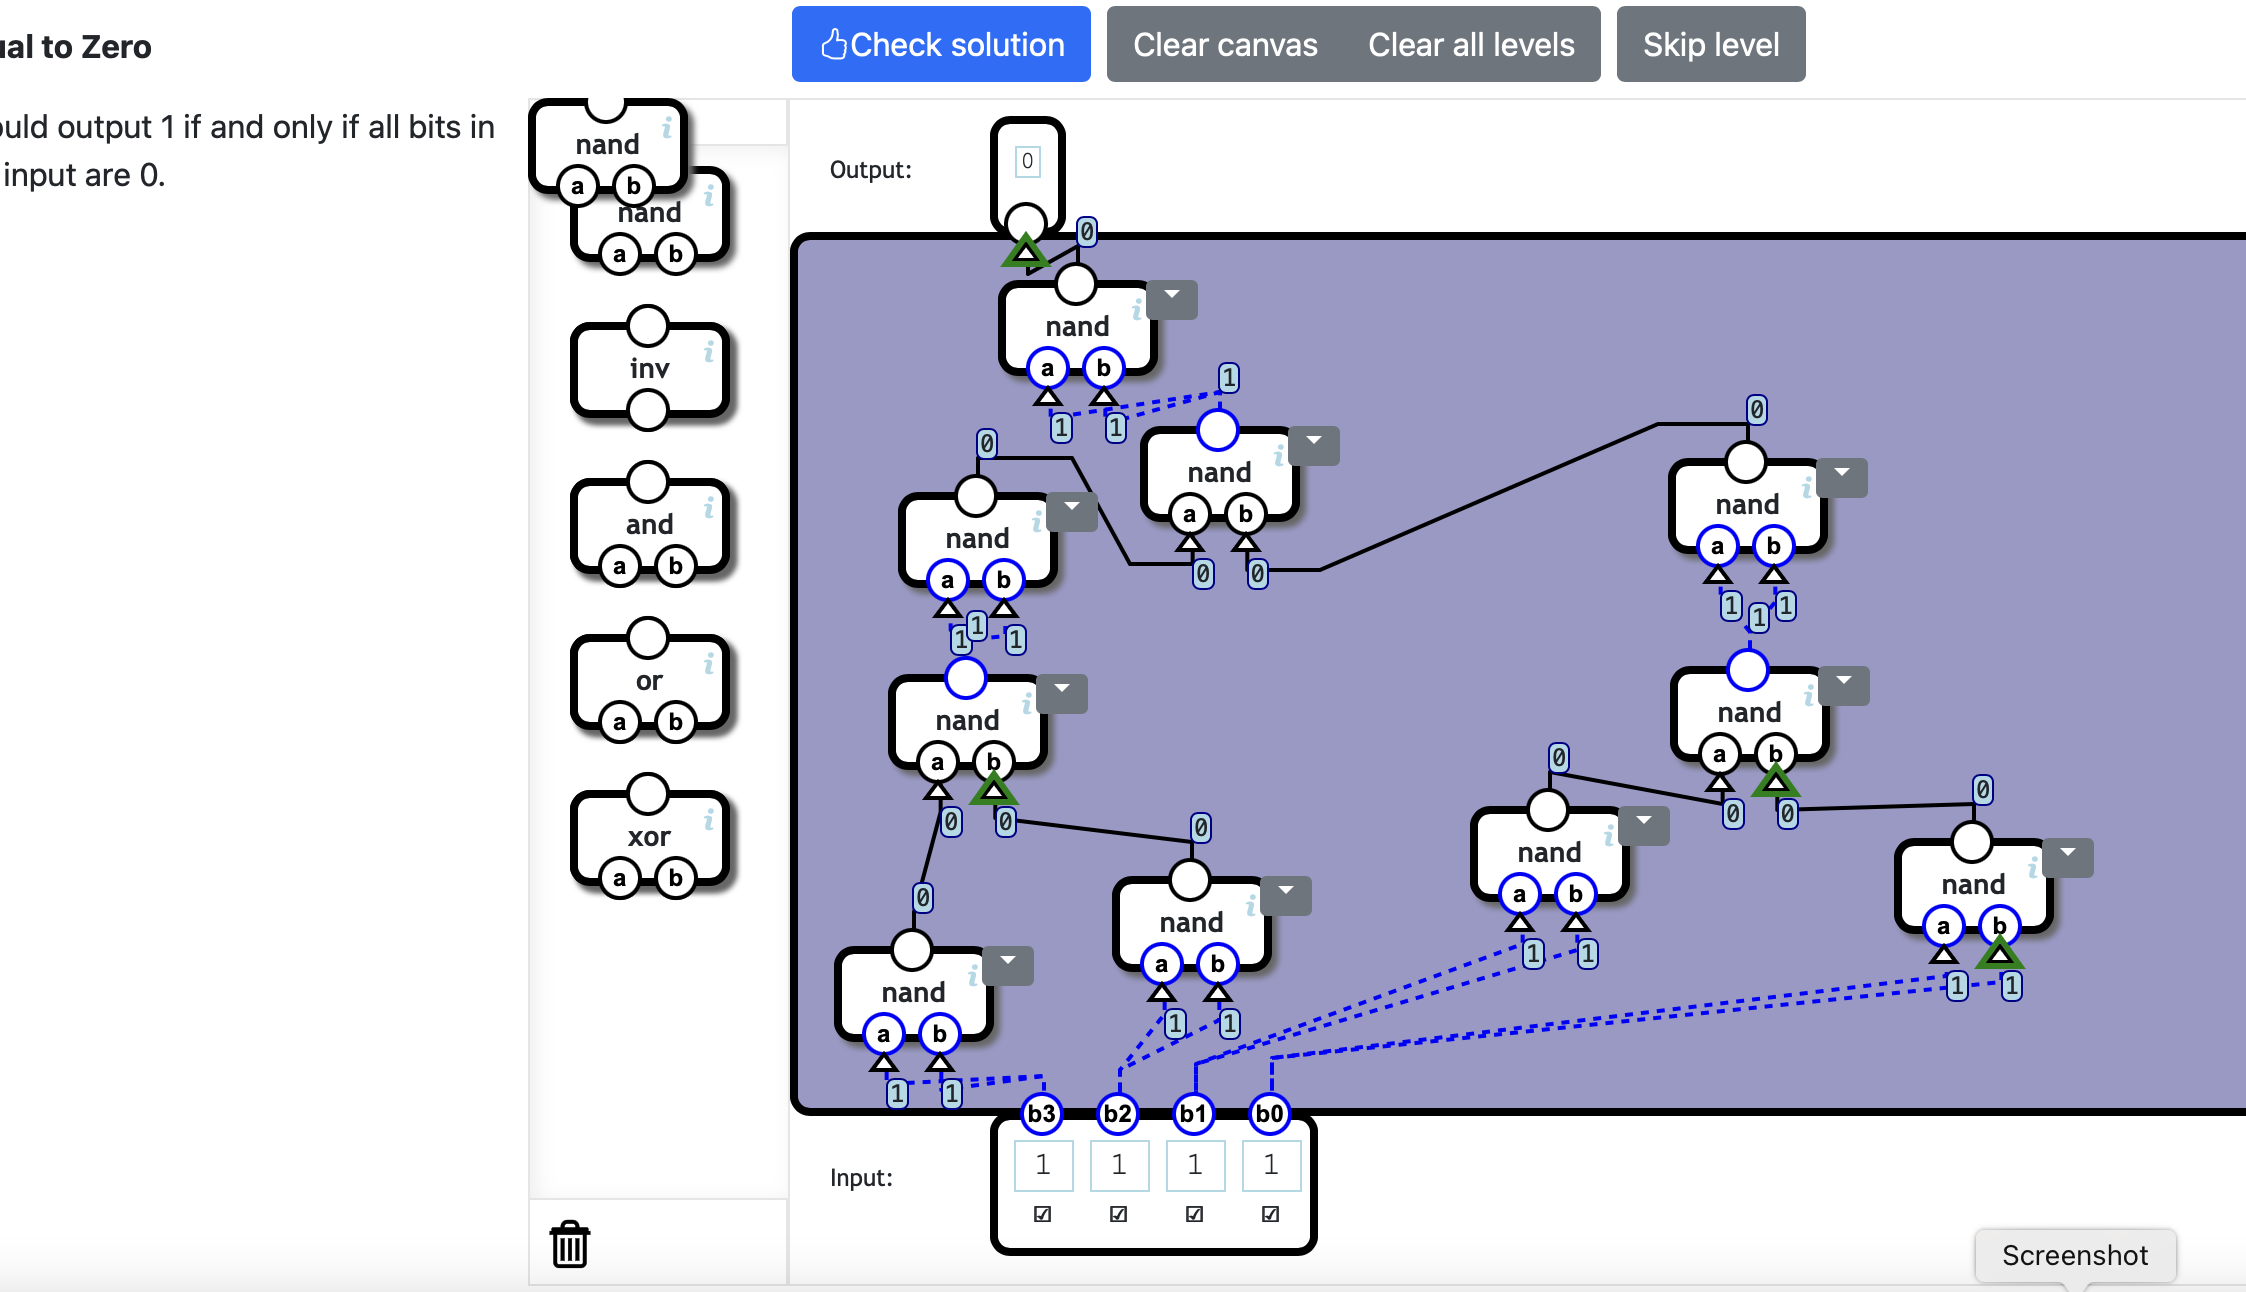 Check solution
Clear canvas
Clear all levels
Skip level
al to Zero
uld output 1 if and only if all bits in
input are 0.
nand
i
a b
nand
i
a b
inv
i
and
i
a b
or
i
a b
xor
i
a b
Output:
0
0
nand
i
a b
1
1 1
0
nand
i
a b
0
0 0
nand
i
a b
1 1 1
nand
i
a b
1 1 1
nand
i
a b
0 0
nand
i
a b
0 0
0
nand
i
a b
1 1
0
nand
i
a b
1 1
0
nand
i
a b
1 1
0
nand
i
a b
1 1
b3 b2 b1 b0
Input:
1 1 1 1
Screenshot